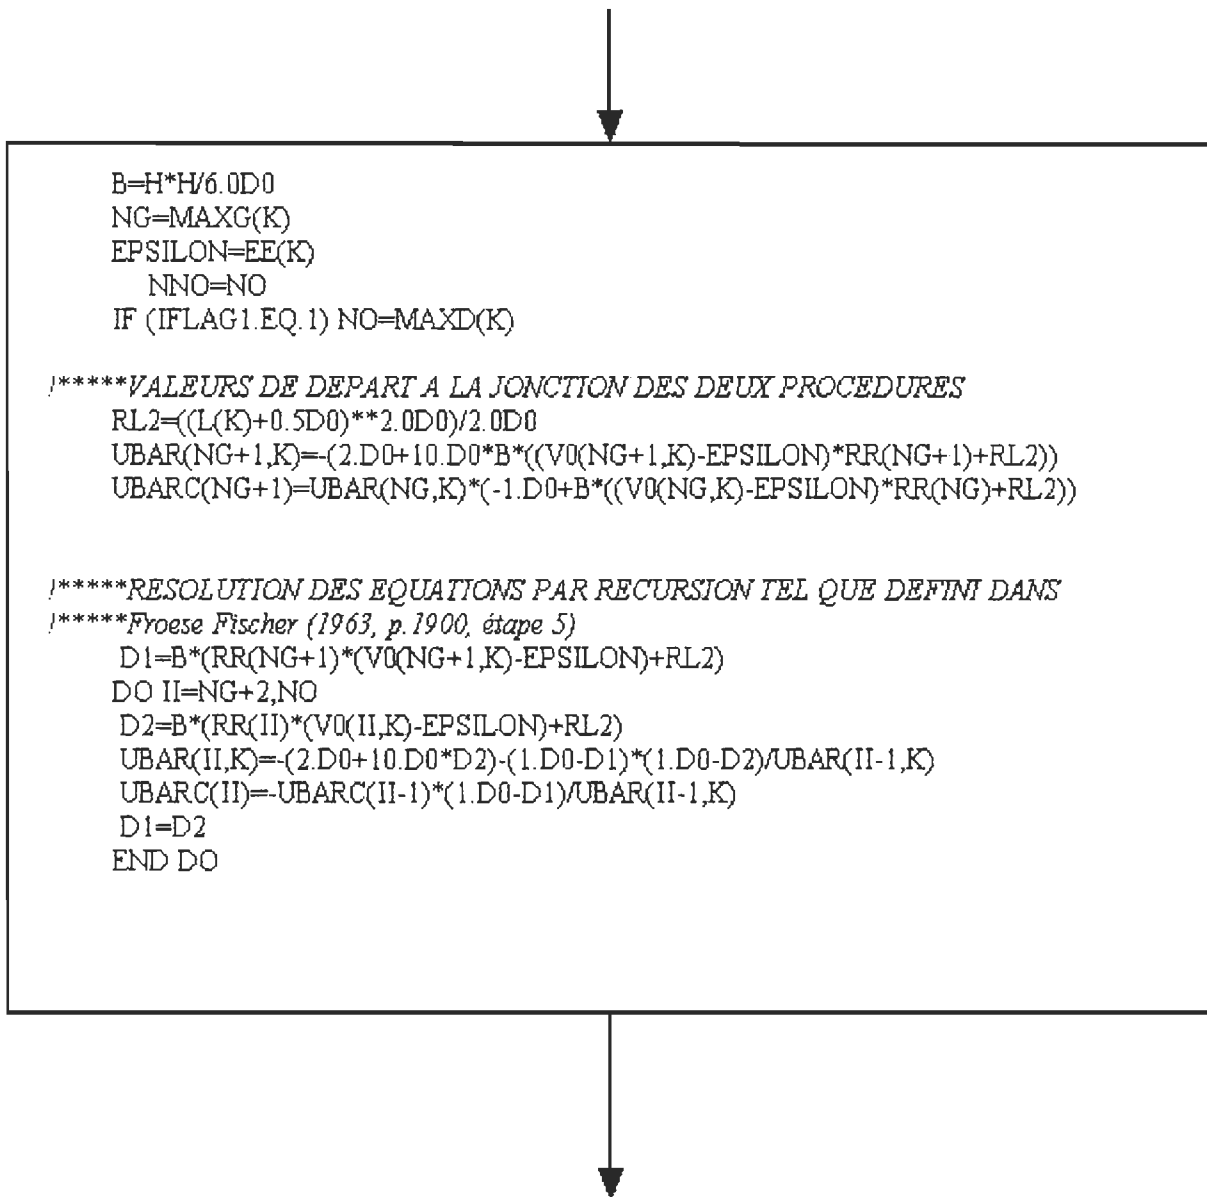 B=H*H/6.0D0
NG=MAXG(K)
EPSILON=EE(K)
NNO=NO
IF (IFLAG1.EQ.1) NO=MAXD(K)
!*****VALEURS DE DEPART A LA JONCTION DES DEUX PROCEDURES
RL2=((L(K)+0.5D0)**2.0D0)/2.0D0
UBAR(NG+1,K)=-(2.D0+10.D0*B*((V0(NG+1,K)-EPSILON)*RR(NG+1)+RL2))
UBARC(NG+1)=UBAR(NG,K)*(-1.D0+B*((V0(NG,K)-EPSILON)*RR(NG)+RL2))
!*****RESOLUTION DES EQUATIONS PAR RECURSION TEL QUE DEFINI DANS
!*****Froese Fischer (1963, p.1900, étape 5)
D1=B*(RR(NG+1)*(V0(NG+1,K)-EPSILON)+RL2)
DO II=NG+2,NO
D2=B*(RR(II)*(V0(II,K)-EPSILON)+RL2)
UBAR(II,K)=-(2.D0+10.D0*D2)-(1.D0-D1)*(1.D0-D2)/UBAR(II-1,K)
UBARC(II)=-UBARC(II-1)*(1.D0-D1)/UBAR(II-1,K)
D1=D2
END DO